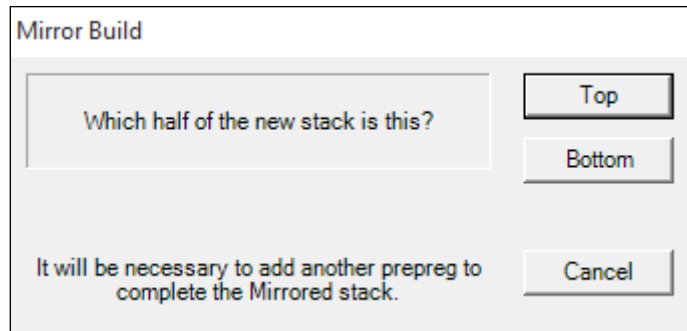 Mirror Build
Which half of the new stack is this?
Top
Bottom
It will be necessary to add another prepreg to
complete the Mirrored stack.
Cancel